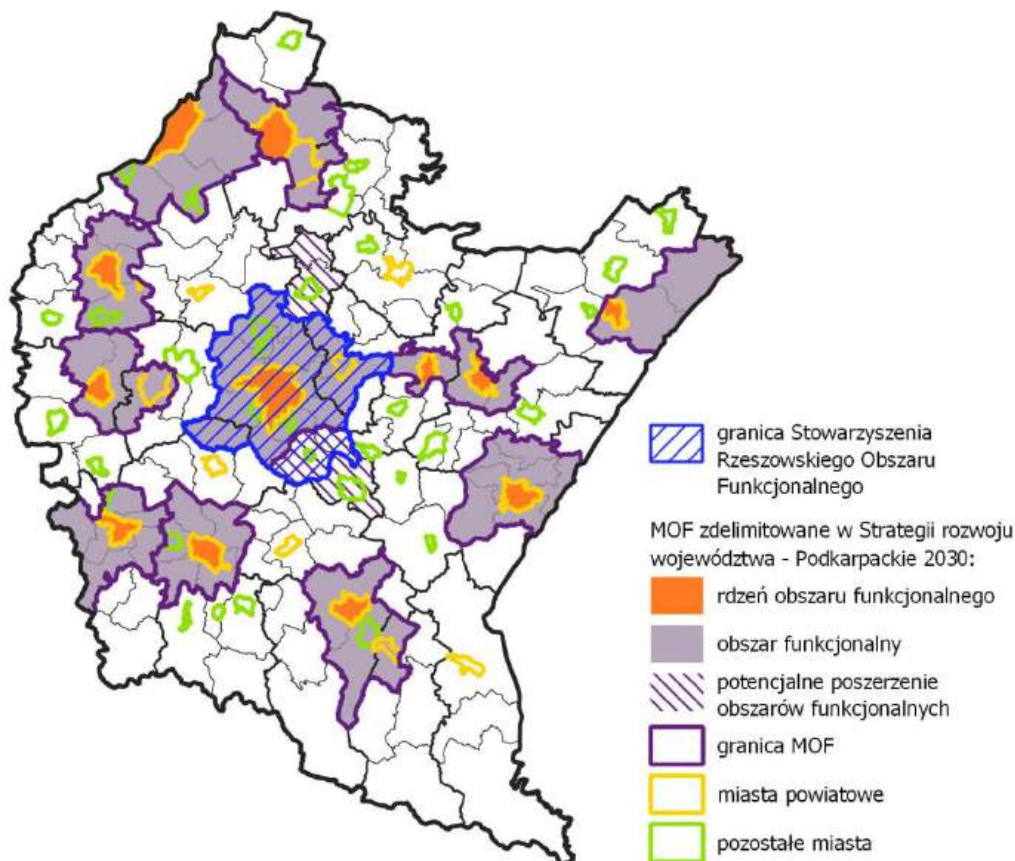 granica Stowarzyszenia
Rzeszowskiego Obszaru
Funkcjonalnego
MOF zdelimitowane w Strategii rozwoju
województwa - Podkarpackie 2030:
rdzeń obszaru funkcjonalnego
obszar funkcjonalny
potencjalne poszerzenie
obszarów funkcjonalnych
granica MOF
miasta powiatowe
pozostałe miasta